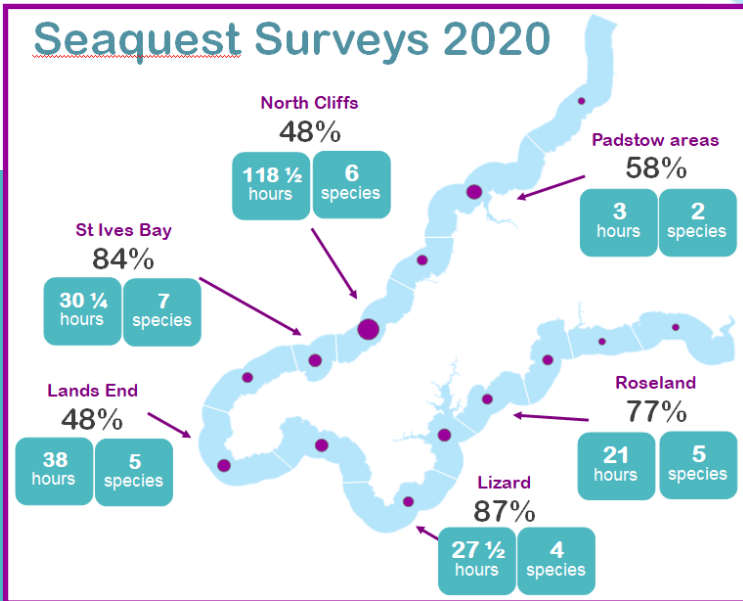 Seaquest Surveys 2020
North Cliffs
48%
118 ½ hours
6 species
Padstow areas
58%
3 hours
2 species
St Ives Bay
84%
30 ¼ hours
7 species
Lands End
48%
38 hours
5 species
Roseland
77%
21 hours
5 species
Lizard
87%
27 ½ hours
4 species